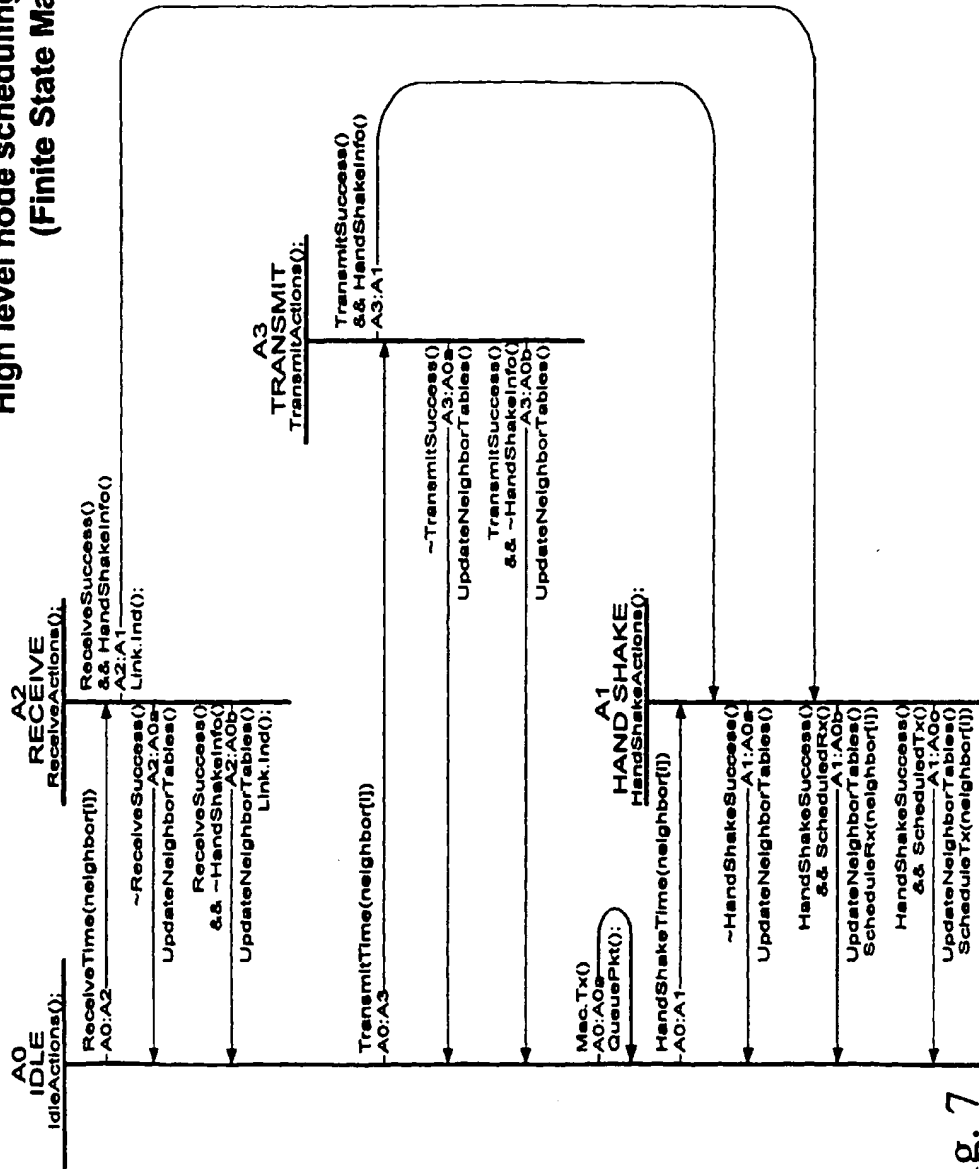 High level node scheduling
(Finite State Ma
A0
IDLE
IdleActions();
A2
RECEIVE
ReceiveActions();
A3
TRANSMIT
TransmitActions();
A1
HAND SHAKE
HandShakeActions();
ReceiveTime(neighbor[i])
A0:A2
~ReceiveSuccess()
A2:A0a
UpdateNeighborTables()
ReceiveSuccess()
&& ~HandShakeInfo()
A2:A0b
UpdateNeighborTables()
Link.Ind();
ReceiveSuccess()
&& HandShakeInfo()
A2:A1
Link.Ind();
TransmitTime(neighbor[i])
A0:A3
~TransmitSuccess()
A3:A0a
UpdateNeighborTables()
TransmitSuccess()
&& ~HandShakeInfo()
A3:A0b
UpdateNeighborTables();
TransmitSuccess()
&& HandShakeInfo()
A3:A1
Mac.Tx()
A0:A0a
QueuePkt();
HandShakeTime(neighbor[i])
A0:A1
~HandShakeSuccess()
A1:A0a
UpdateNeighborTables()
HandShakeSuccess()
&& ScheduledRx()
A1:A0b
UpdateNeighborTables()
ScheduleRx(neighbor[i])
HandShakeSuccess()
&& ScheduledTx()
A1:A0c
UpdateNeighborTables()
ScheduleTx(neighbor[i])
g. 7